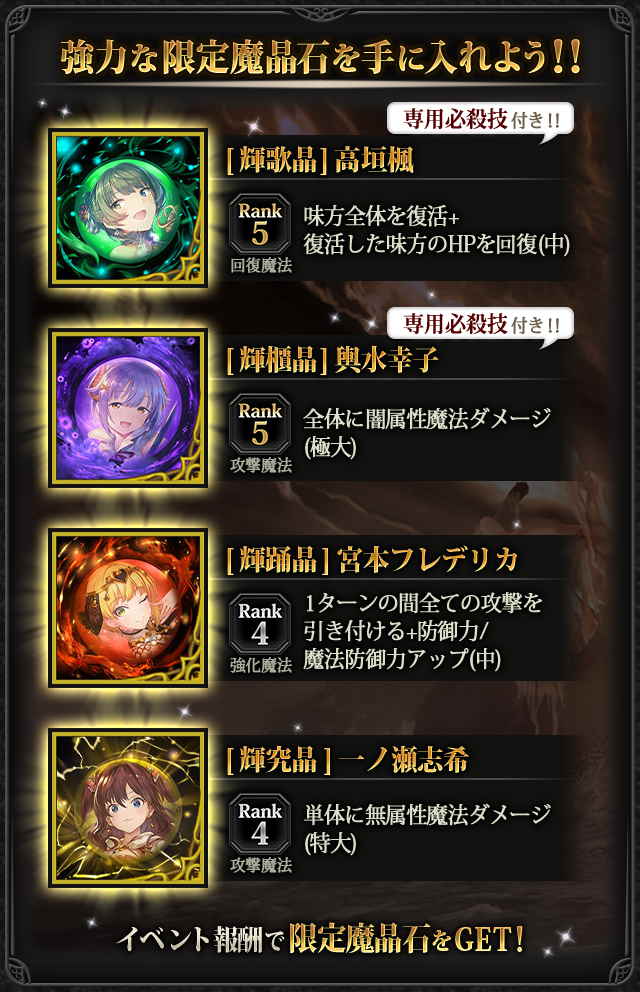 強力な限定魔晶石を手に入れよう!!
専用必殺技付き!!
[輝歌晶]高垣楓
Rank
5
回復魔法
味方全体を復活+
復活した味方のHPを回復(中)
専用必殺技付き!!
[輝櫃晶]輿水幸子
Rank
5
攻撃魔法
全体に闇属性魔法ダメージ
(極大)
[輝踊晶]宮本フレデリカ
Rank
4
強化魔法
1ターンの間全ての攻撃を
引き付ける+防御力/
魔法防御力アップ(中)
[輝究晶]一ノ瀬志希
Rank
4
攻撃魔法
単体に無属性魔法ダメージ
(特大)
イベント報酬で限定魔晶石をGET!